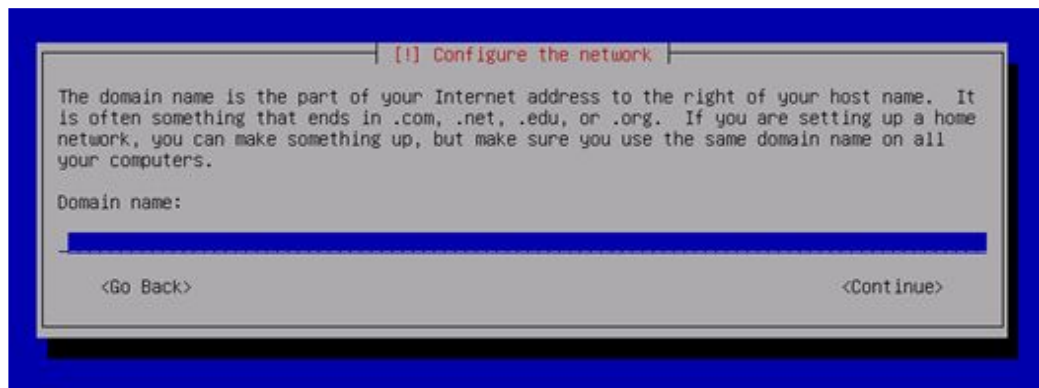 [!] Configure the network
The domain name is the part of your Internet address to the right of your host name.  It
is often something that ends in .com, .net, .edu, or .org.  If you are setting up a home
network, you can make something up, but make sure you use the same domain name on all
your computers.
Domain name:
<Go Back> <Continue>